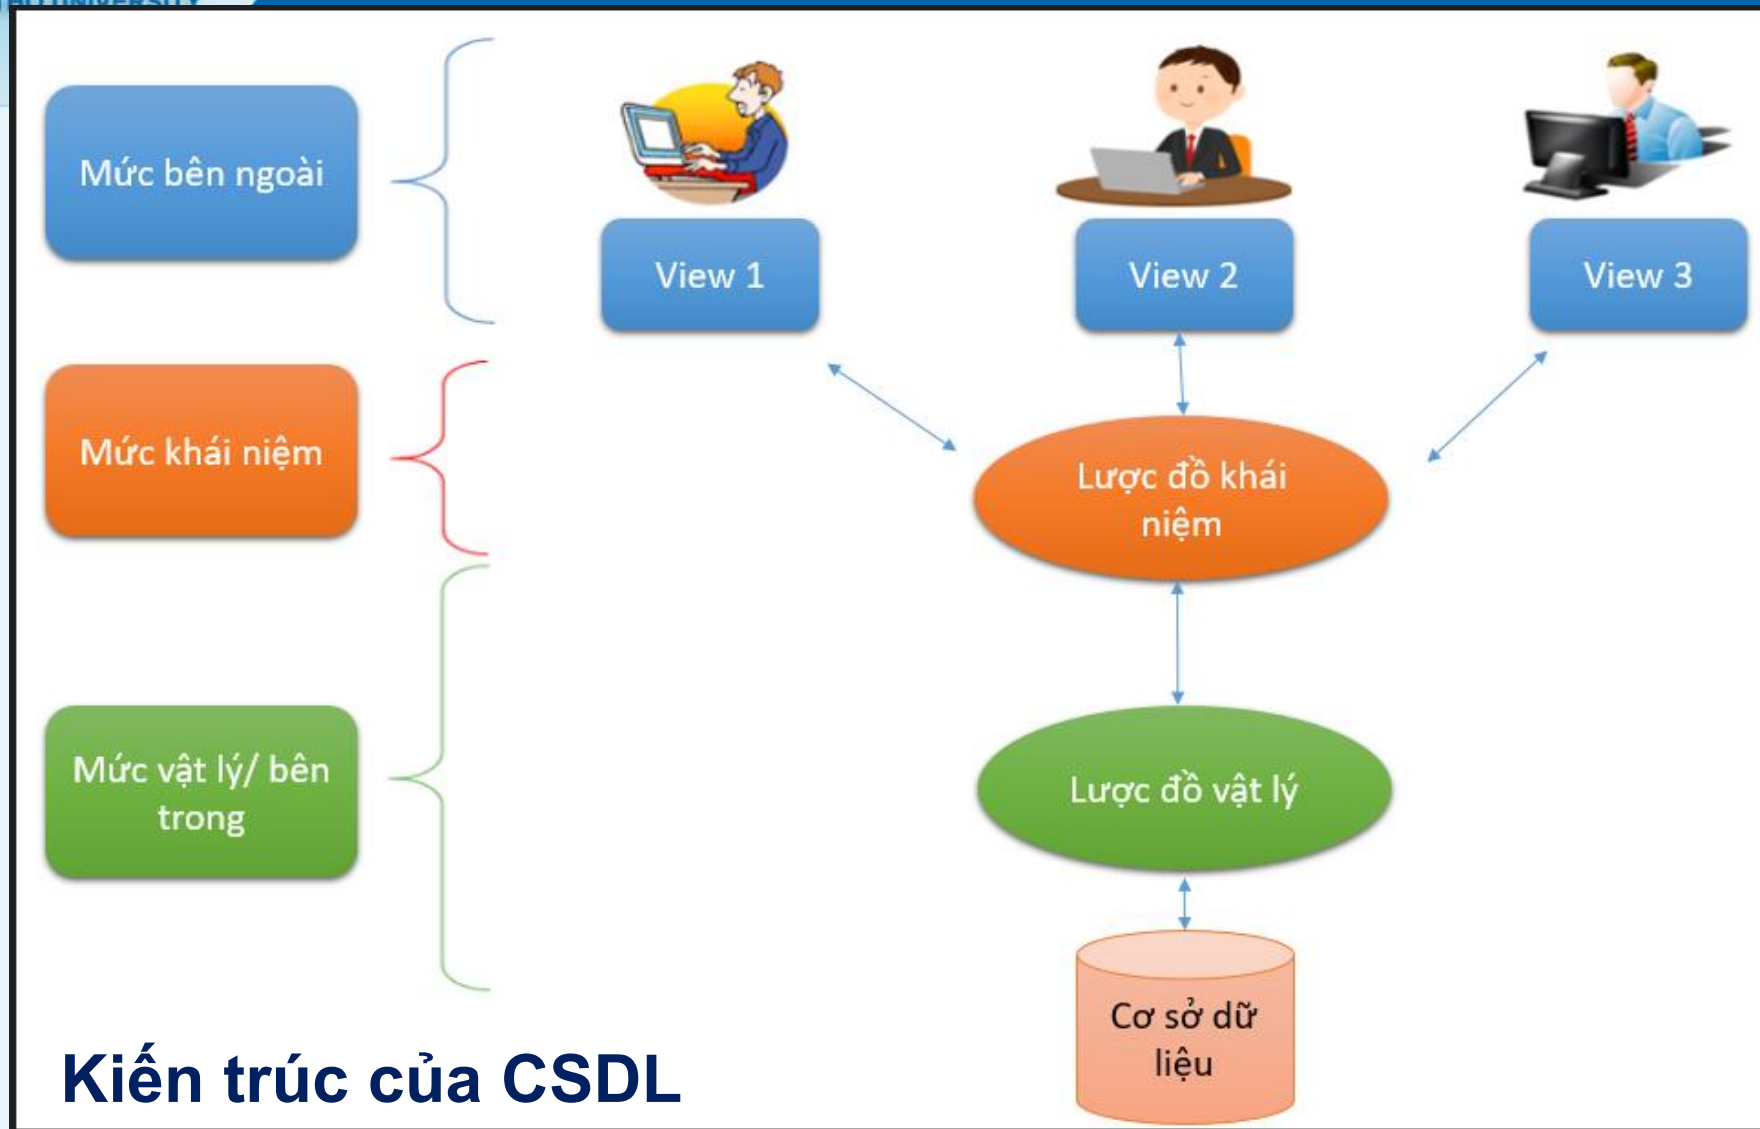 UNIVERSITY
Mức bên ngoài
View 1
View 2
View 3
Mức khái niệm
Lược đồ khái
niệm
Mức vật lý/ bên
trong
Lược đồ vật lý
Cơ sở dữ
liệu
Kiến trúc của CSDL